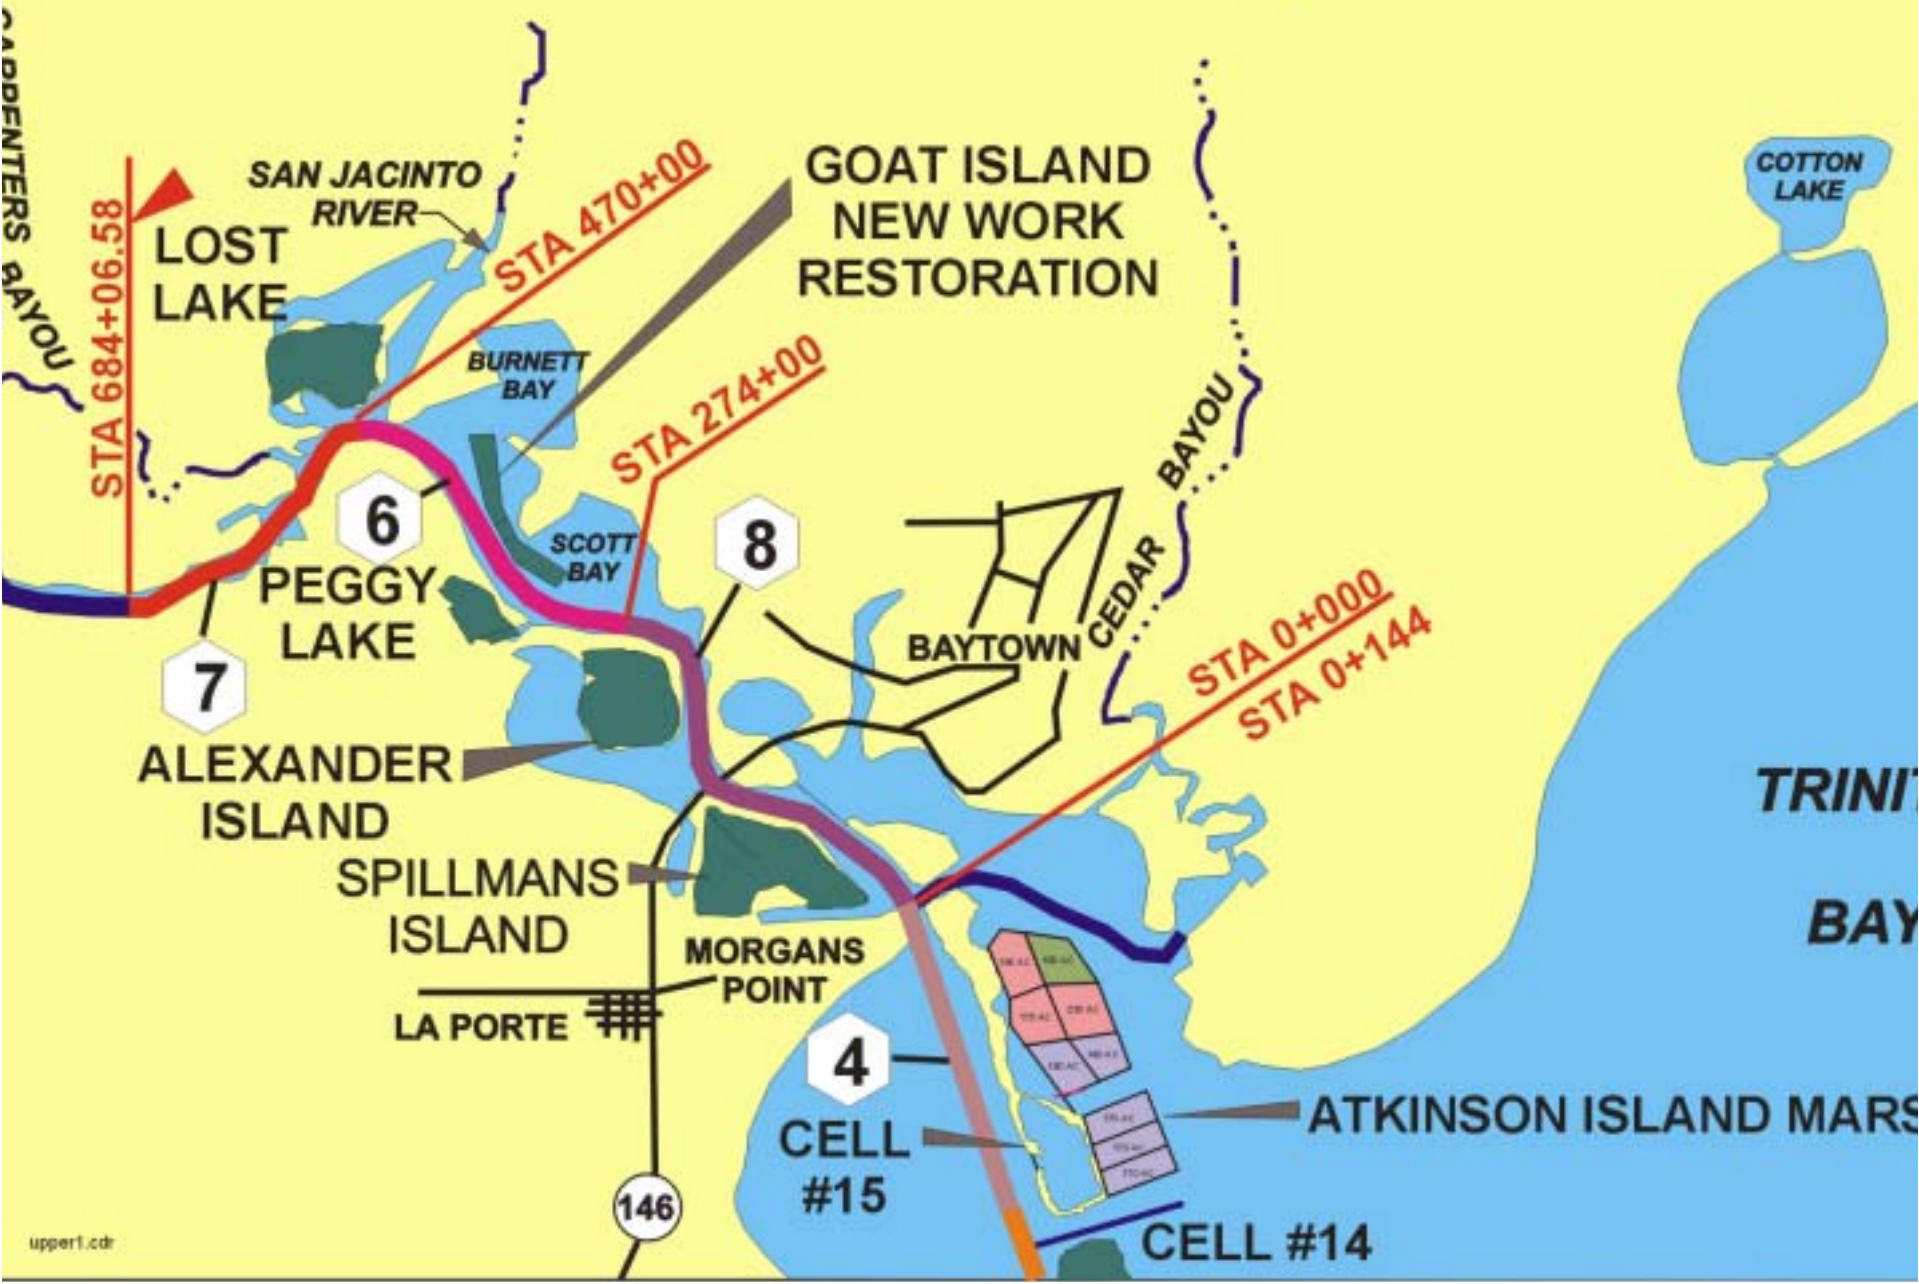 CARPENTERS BAYOU
STA 684+06.58
LOST
LAKE
SAN JACINTO
RIVER
STA 470+00
GOAT ISLAND
NEW WORK
RESTORATION
COTTON
LAKE
BURNETT
BAY
STA 274+00
6
8
SCOTT
BAY
PEGGY
LAKE
7
CEDAR BAYOU
BAYTOWN
STA 0+000
STA 0+144
ALEXANDER
ISLAND
TRINIT
BAY
SPILLMANS
ISLAND
MORGANS
POINT
LA PORTE
4
CELL
#15
ATKINSON ISLAND MARS
146
CELL #14
upper1.cdr